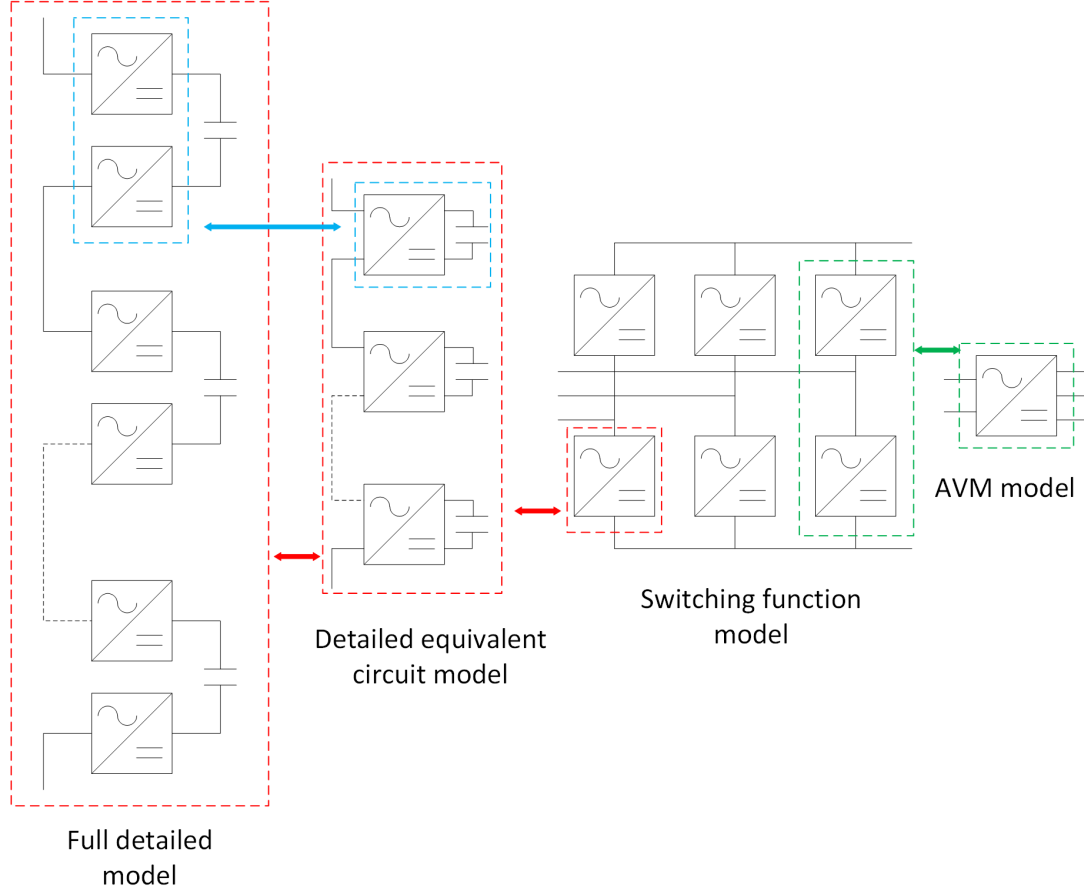 Full detailed
model
Detailed equivalent
circuit model
Switching function
model
AVM model